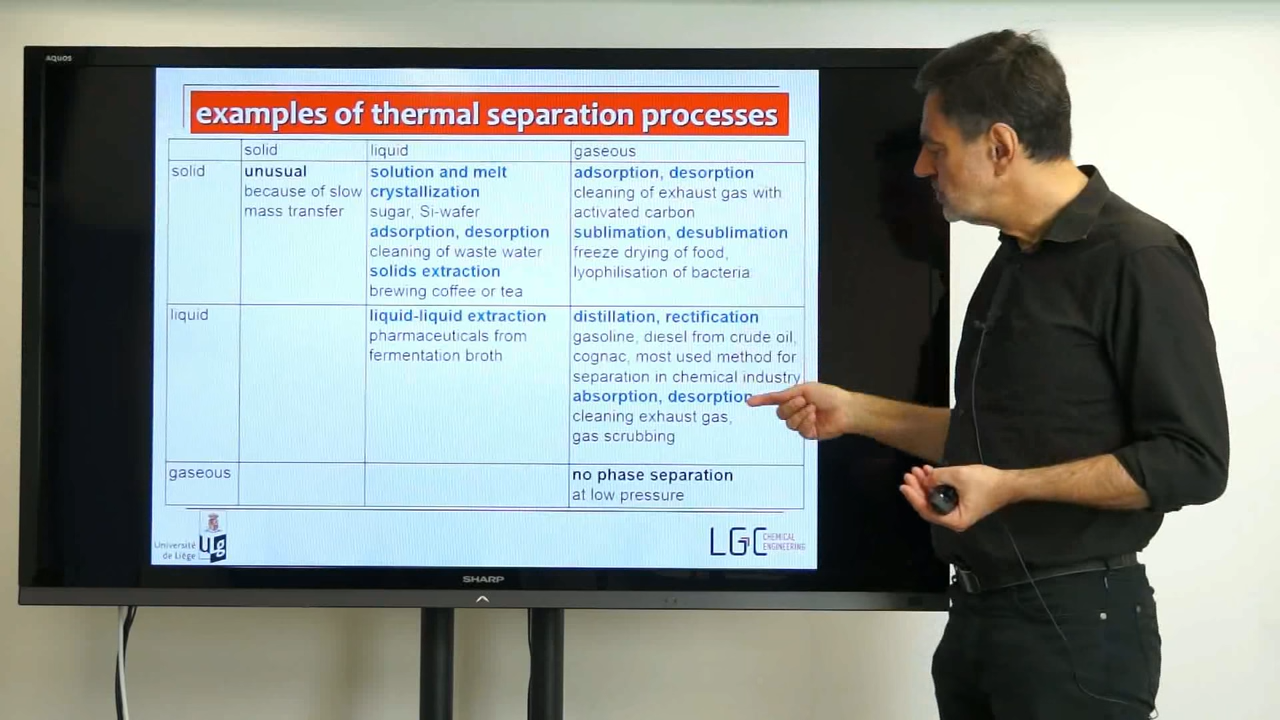 AQUOS
examples of thermal separation processes
solid liquid gaseous
solid
unusual
because of slow
mass transfer
solution and melt
crystallization
sugar, Si-wafer
adsorption, desorption
cleaning of waste water
solids extraction
brewing coffee or tea
adsorption, desorption
cleaning of exhaust gas with
activated carbon
sublimation, desublimation
freeze drying of food,
lyophilisation of bacteria
liquid
liquid-liquid extraction
pharmaceuticals from
fermentation broth
distillation, rectification
gasoline, diesel from crude oil,
cognac, most used method for
separation in chemical industry
absorption, desorption
cleaning exhaust gas,
gas scrubbing
gaseous
no phase separation
at low pressure
Université
de Liège
Ulg
LGC
CHEMICAL
ENGINEERING
SHARP